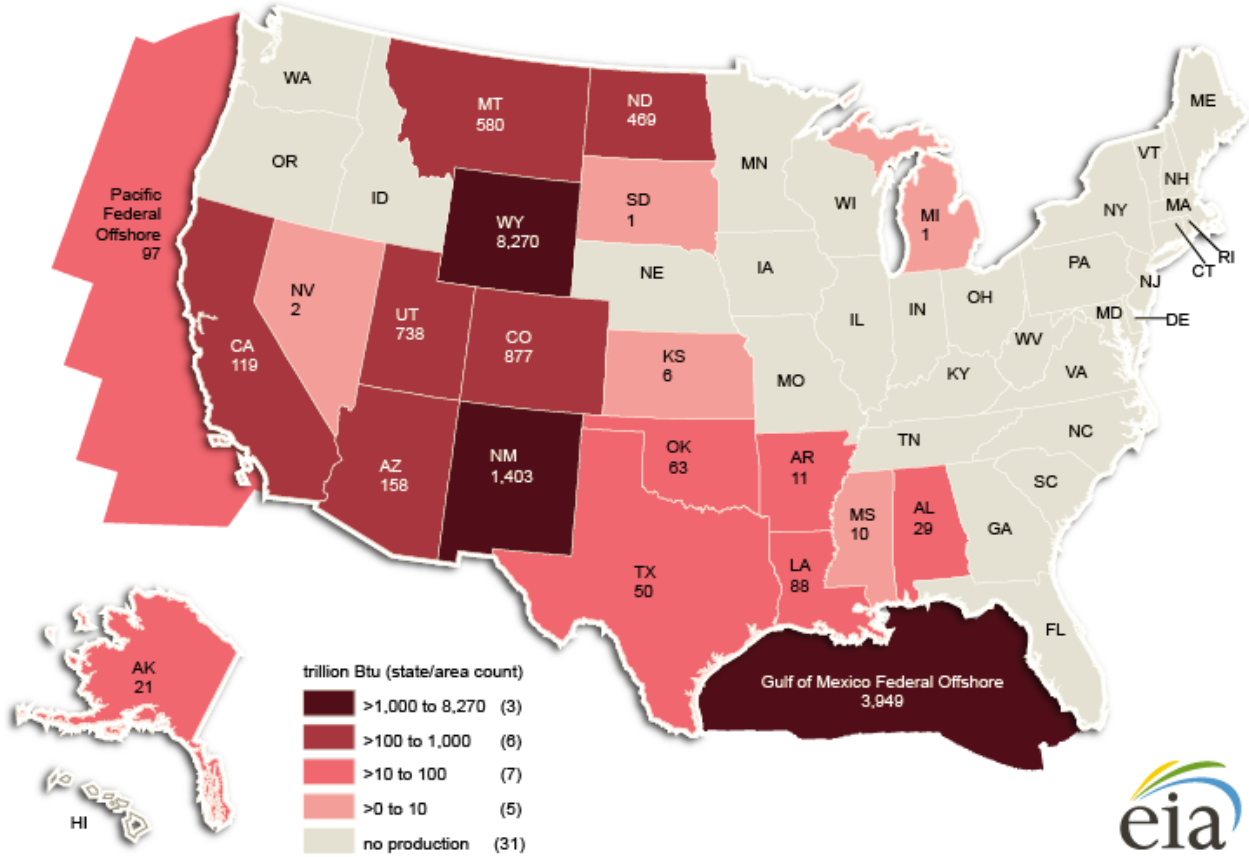 WA
MT
580
ND
469
MN
ME
VT
NH
MA
NY
RI
CT
OR
ID
Pacific
Federal
Offshore
97
WY
8,270
SD
1
WI
MI
1
NV
2
UT
738
CO
877
NE
IA
PA
NJ
IL
IN
OH
MD
DE
CA
119
KS
6
MO
WV
KY
VA
AZ
158
NM
1,403
OK
63
AR
11
TN
NC
SC
MS
10
AL
29
GA
TX
50
LA
88
FL
AK
21
HI
Gulf of Mexico Federal Offshore
3,949
trillion Btu (state/area count)
>1,000 to 8,270 (3)
>100 to 1,000 (6)
>10 to 100 (7)
>0 to 10 (5)
no production (31)
eia